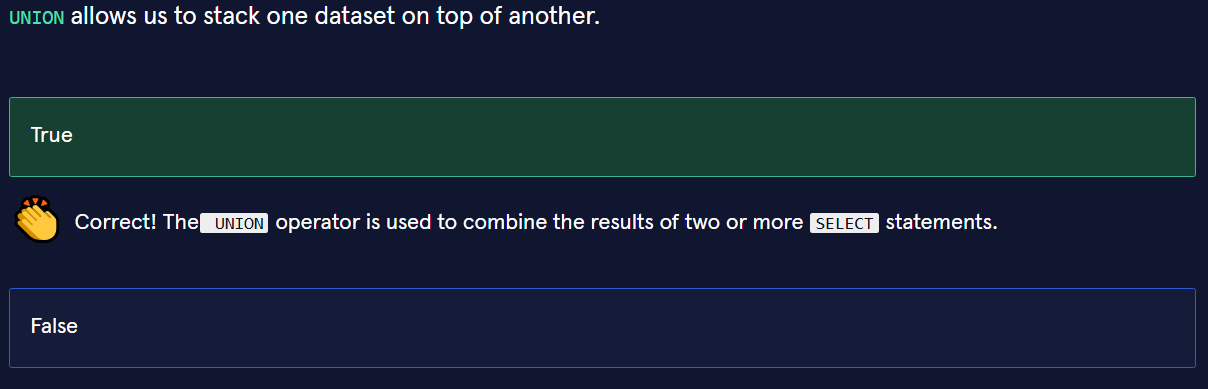 UNION allows us to stack one dataset on top of another.
True
Correct! The UNION operator is used to combine the results of two or more SELECT statements.
False